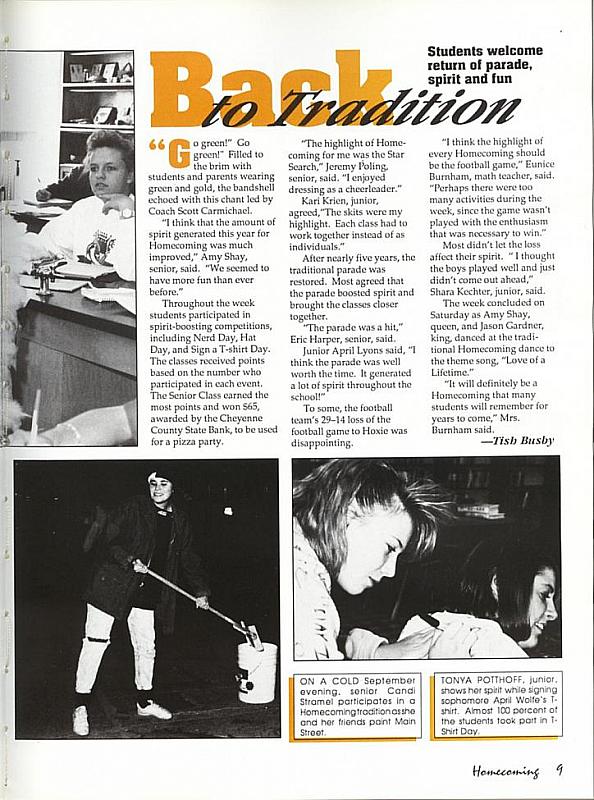 Back
to Tradition
Students welcome
return of parade,
spirit and fun
“Go green!” Go
green!” Filled to
the brim with
students and parents wearing
green and gold, the bandshell
echoed with this chant led by
Coach Scott Carmichael.
“I think that the amount of
spirit generated this year for
Homecoming was much
improved,” Amy Shay,
senior, said. “We seemed to
have more fun than ever
before.”
Throughout the week
students participated in
spirit-boosting competitions,
including Nerd Day, Hat
Day, and Sign a T-shirt Day.
The classes received points
based on the number who
participated in each event.
The Senior Class earned the
most points and won $65,
awarded by the Cheyenne
County State Bank, to be used
for a pizza party.
“The highlight of Home-
coming for me was the Star
Search,” Jeremy Poling,
senior, said. “I enjoyed
dressing as a cheerleader.”
Kari Krien, junior,
agreed,“The skits were my
highlight. Each class had to
work together instead of as
individuals.”
After nearly five years, the
traditional parade was
restored. Most agreed that
the parade boosted spirit and
brought the classes closer
together.
“The parade was a hit,”
Eric Harper, senior, said.
Junior April Lyons said, “I
think the parade was well
worth the time. It generated
a lot of spirit throughout the
school!”
To some, the football
team’s 29–14 loss of the
football game to Hoxie was
disappointing.
“I think the highlight of
every Homecoming should
be the football game,” Eunice
Burnham, math teacher, said.
“Perhaps there were too
many activities during the
week, since the game wasn’t
played with the enthusiasm
that was necessary to win.”
Most didn’t let the loss
affect their spirit. “ I thought
the boys played well and just
didn’t come out ahead,”
Shara Kechter, junior, said.
The week concluded on
Saturday as Amy Shay,
queen, and Jason Gardner,
king, danced at the tradi-
tional Homecoming dance to
the theme song, “Love of a
Lifetime.”
“It will definitely be a
Homecoming that many
students will remember for
years to come,” Mrs.
Burnham said.
—Tish Busby
ON A COLD September
evening, senior Candi
Stramel participates in a
Homecoming tradition as she
and her friends paint Main
Street.
TONYA POTTHOFF, junior,
shows her spirit while signing
sophomore April Wolfe's T-
shirt. Almost 100 percent of
the students took part in T-
Shirt Day.
Homecoming 9